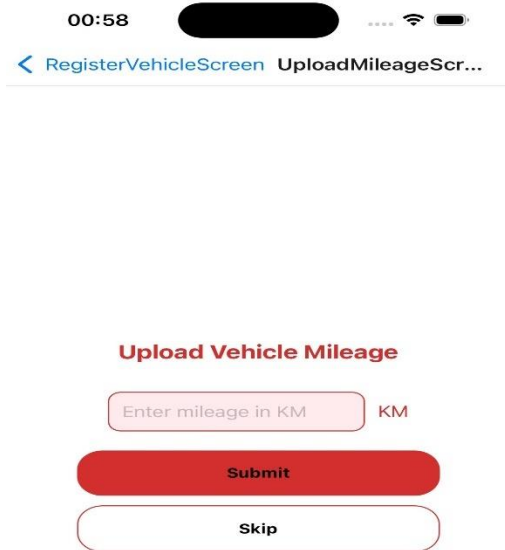 00:58
RegisterVehicleScreen UploadMileageScr...
Upload Vehicle Mileage
Enter mileage in KM KM
Submit
Skip